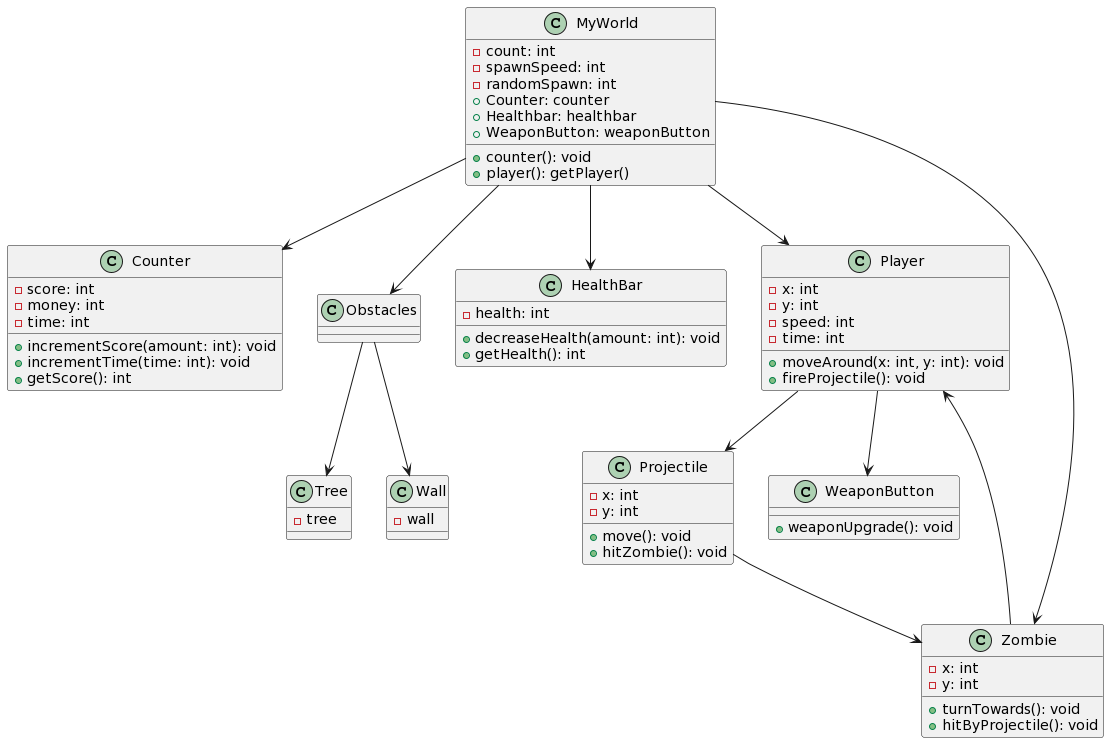 C MyWorld
count: int
spawnSpeed: int
randomSpawn: int
Counter: counter
Healthbar: healthbar
WeaponButton: weaponButton
counter(): void
player(): getPlayer()
C Counter
score: int
money: int
time: int
incrementScore(amount: int): void
incrementTime(time: int): void
getScore(): int
C Obstacles
C HealthBar
health: int
decreaseHealth(amount: int): void
getHealth(): int
C Player
x: int
y: int
speed: int
time: int
moveAround(x: int, y: int): void
fireProjectile(): void
C Tree
tree
C Wall
wall
C Projectile
x: int
y: int
move(): void
hitZombie(): void
C WeaponButton
weaponUpgrade(): void
C Zombie
x: int
y: int
turnTowards(): void
hitByProjectile(): void